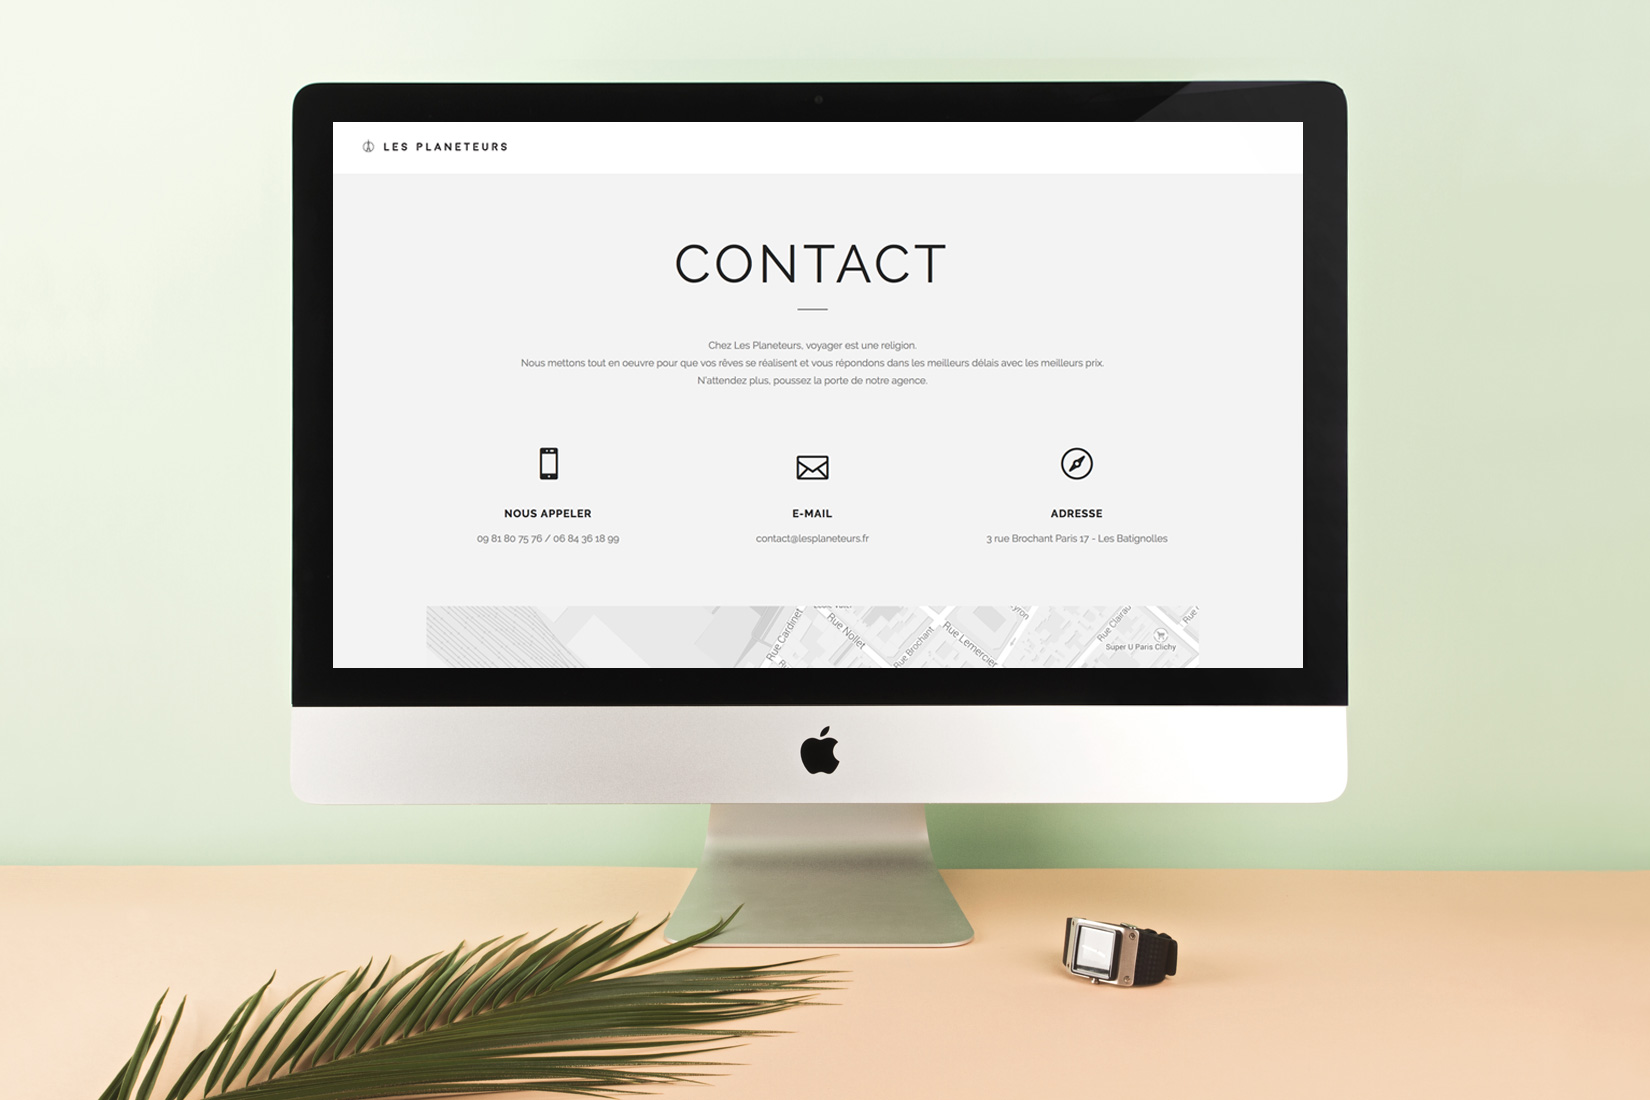 LES PLANETEURS
CONTACT
Chez Les Planeteurs, voyager est une religion.
Nous mettons tout en oeuvre pour que vos rêves se réalisent et vous répondons dans les meilleurs délais avec les meilleurs prix.
N'attendez plus, poussez la porte de notre agence.
NOUS APPELER
09 81 80 75 76 / 06 84 36 18 99
E-MAIL
contact@lesplaneteurs.fr
ADRESSE
3 rue Brochant Paris 17 - Les Batignolles
Rue Cardinet
Rue Nollet
Rue Brochant
Rue Lemercier
Rue Clairau
Rue
Super U Paris Clichy